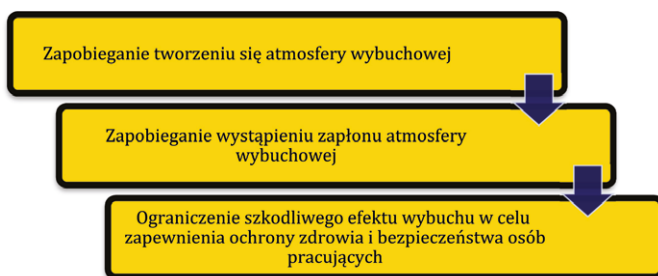 Zapobieganie tworzeniu się atmosfery wybuchowej
Zapobieganie wystąpieniu zapłonu atmosfery
wybuchowej
Ograniczenie szkodliwego efektu wybuchu w celu
zapewnienia ochrony zdrowia i bezpieczeństwa osób
pracujących